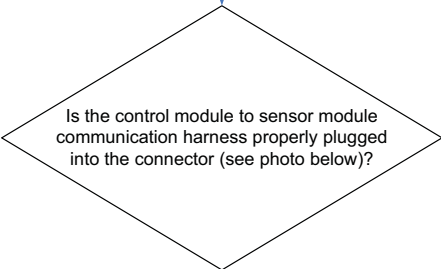 Is the control module to sensor module
communication harness properly plugged
into the connector (see photo below)?